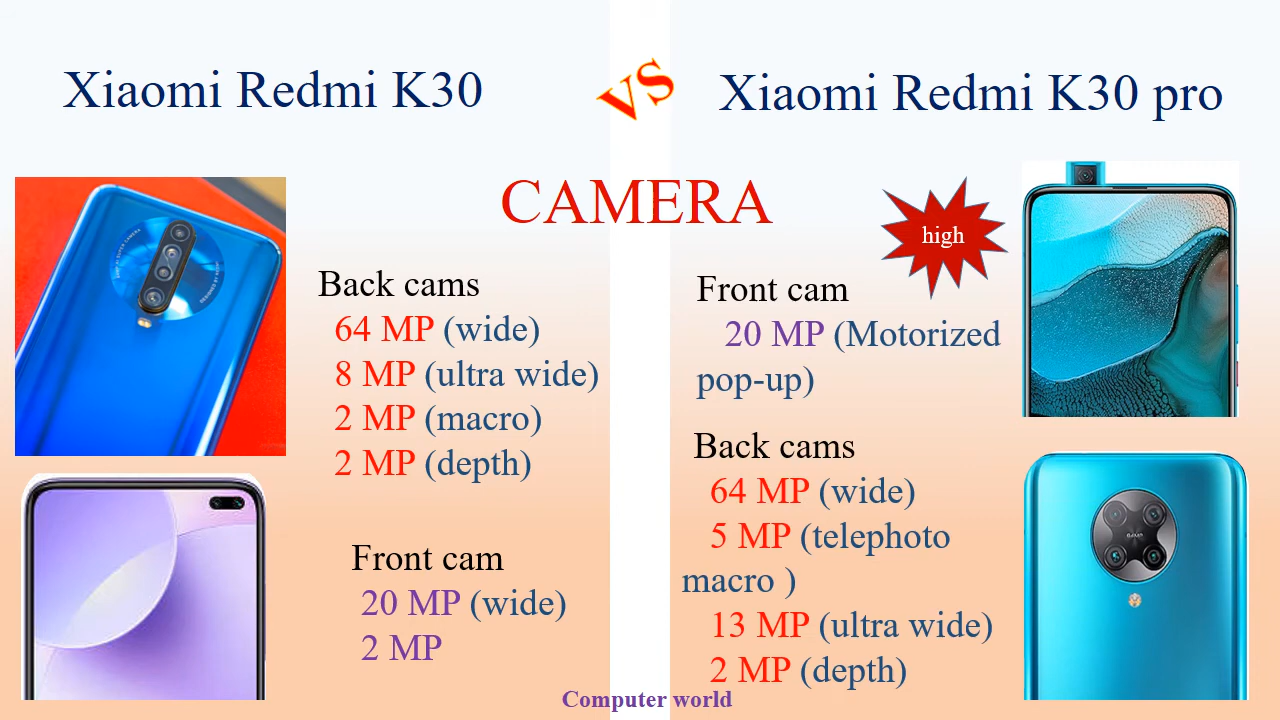 Xiaomi Redmi K30
VS
Xiaomi Redmi K30 pro
CAMERA
high
Back cams
64 MP (wide)
8 MP (ultra wide)
2 MP (macro)
2 MP (depth)
Front cam
20 MP (wide)
2 MP
Front cam
20 MP (Motorized
pop-up)
Back cams
64 MP (wide)
5 MP (telephoto
macro )
13 MP (ultra wide)
2 MP (depth)
Computer world